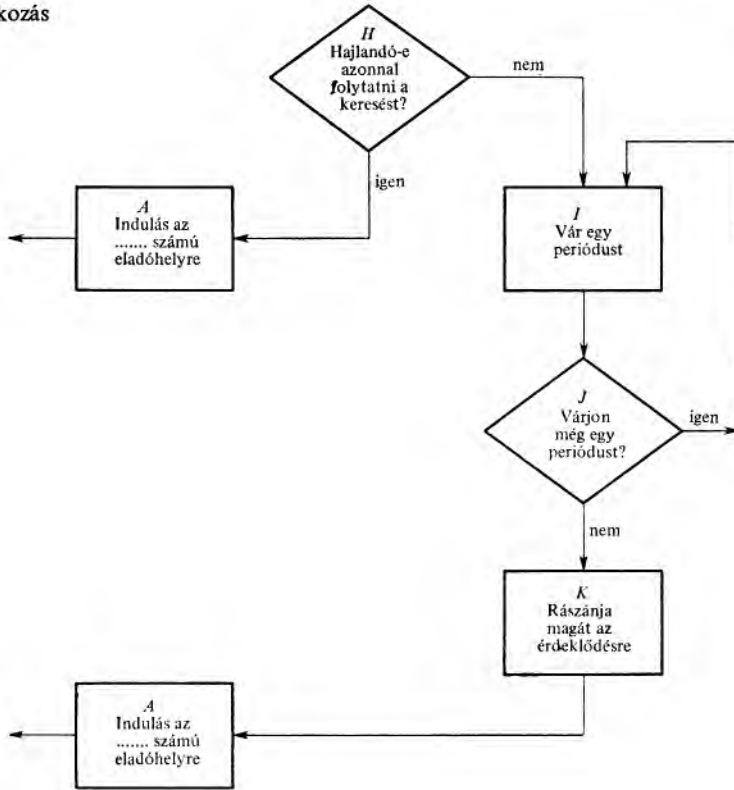 kozás
H
Hajlandó-e
azonnal
folytatni a
keresést?
nem
igen
A
Indulás az
....... számú
eladóhelyre
I
Vár egy
periódust
J
Várjon
még egy
periódust?
igen
nem
K
Rászánja
magát az
érdeklődésre
A
Indulás az
....... számú
eladóhelyre